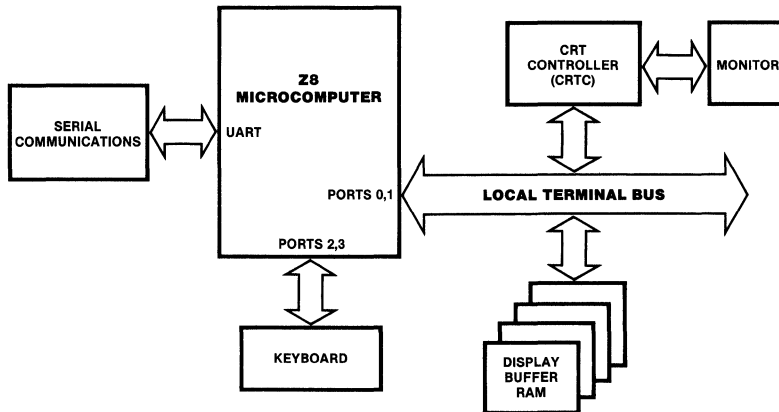 Z8
MICROCOMPUTER
CRT
CONTROLLER
(CRTC)
MONITOR
SERIAL
COMMUNICATIONS
UART
PORTS 0,1
LOCAL TERMINAL BUS
PORTS 2,3
KEYBOARD
DISPLAY
BUFFER
RAM